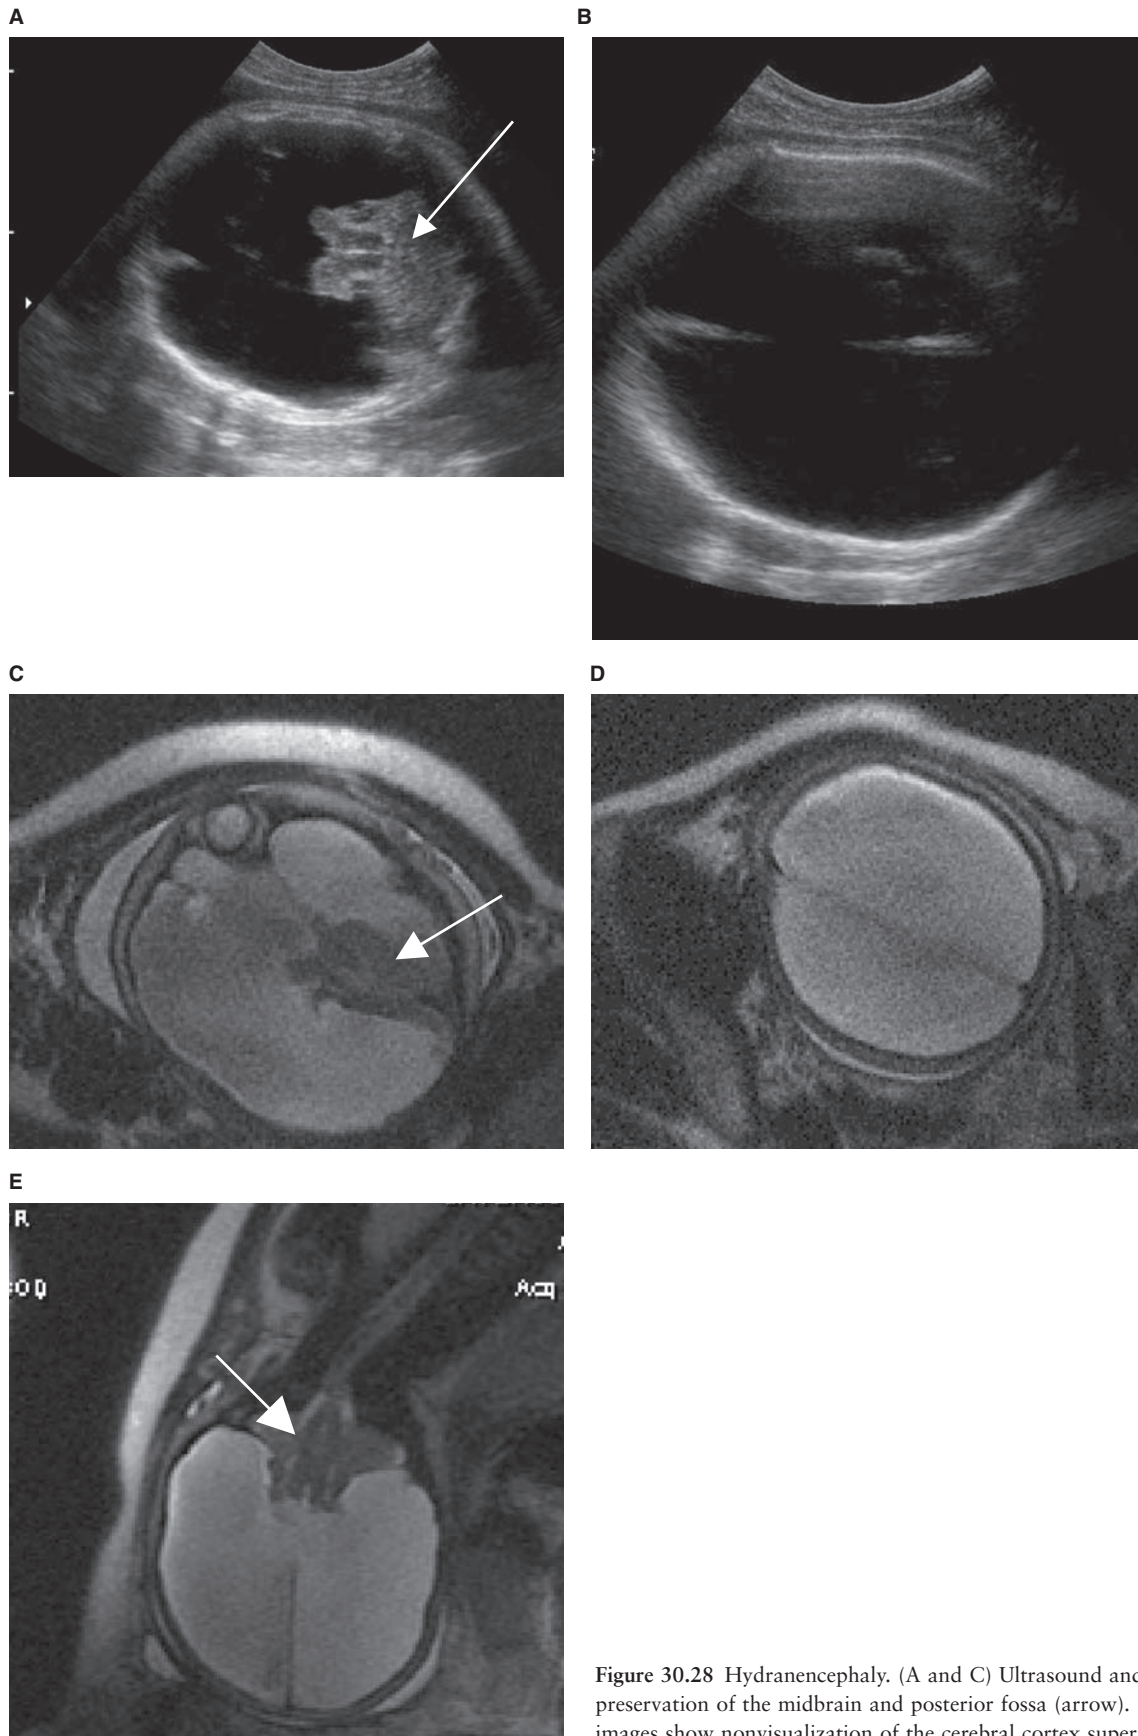 A
B
C
D
E
R
Acq
Figure 30.28 Hydranencephaly. (A and C) Ultrasound and
preservation of the midbrain and posterior fossa (arrow).
images show nonvisualization of the cerebral cortex super